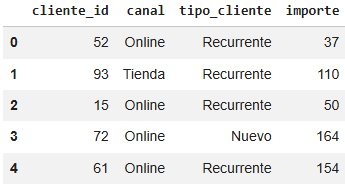 cliente_id canal tipo_cliente importe
0 52 Online Recurrente 37
1 93 Tienda Recurrente 110
2 15 Online Recurrente 50
3 72 Online Nuevo 164
4 61 Online Recurrente 154